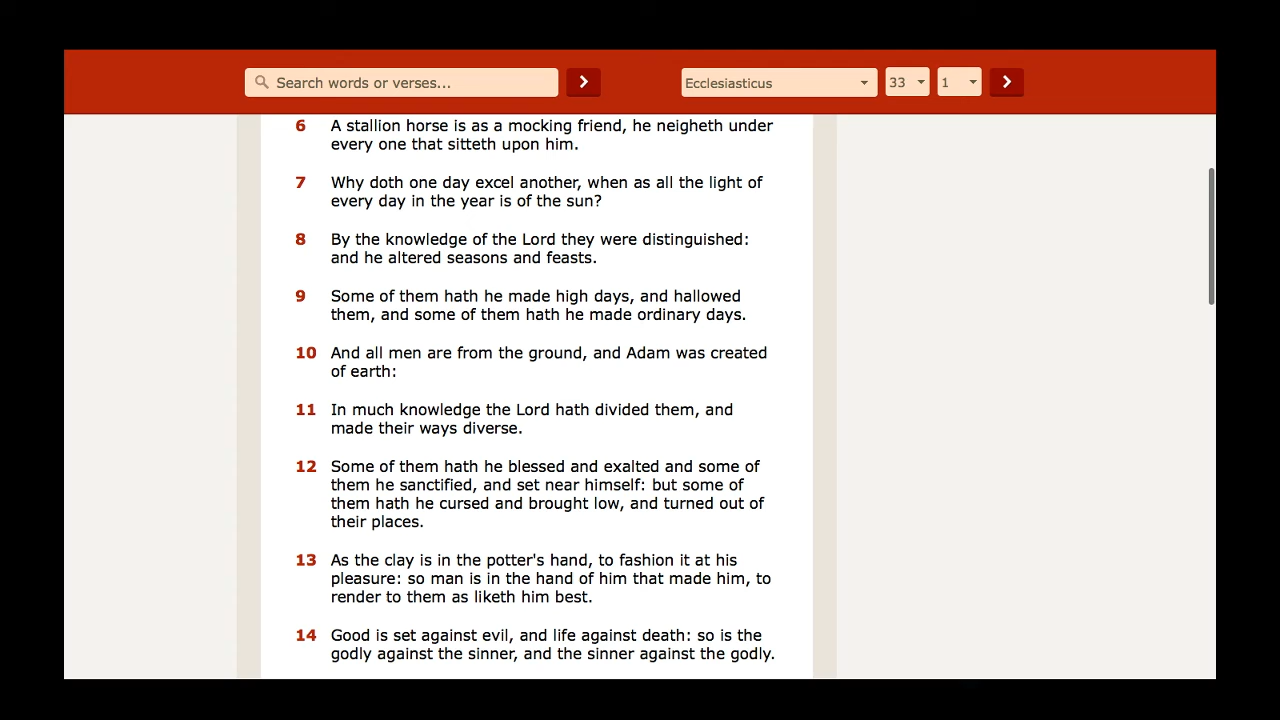 Search words or verses...
Ecclesiasticus
33
1
6 A stallion horse is as a mocking friend, he neigheth under
every one that sitteth upon him.
7 Why doth one day excel another, when as all the light of
every day in the year is of the sun?
8 By the knowledge of the Lord they were distinguished:
and he altered seasons and feasts.
9 Some of them hath he made high days, and hallowed
them, and some of them hath he made ordinary days.
10 And all men are from the ground, and Adam was created
of earth:
11 In much knowledge the Lord hath divided them, and
made their ways diverse.
12 Some of them hath he blessed and exalted and some of
them he sanctified, and set near himself: but some of
them hath he cursed and brought low, and turned out of
their places.
13 As the clay is in the potter's hand, to fashion it at his
pleasure: so man is in the hand of him that made him, to
render to them as liketh him best.
14 Good is set against evil, and life against death: so is the
godly against the sinner, and the sinner against the godly.